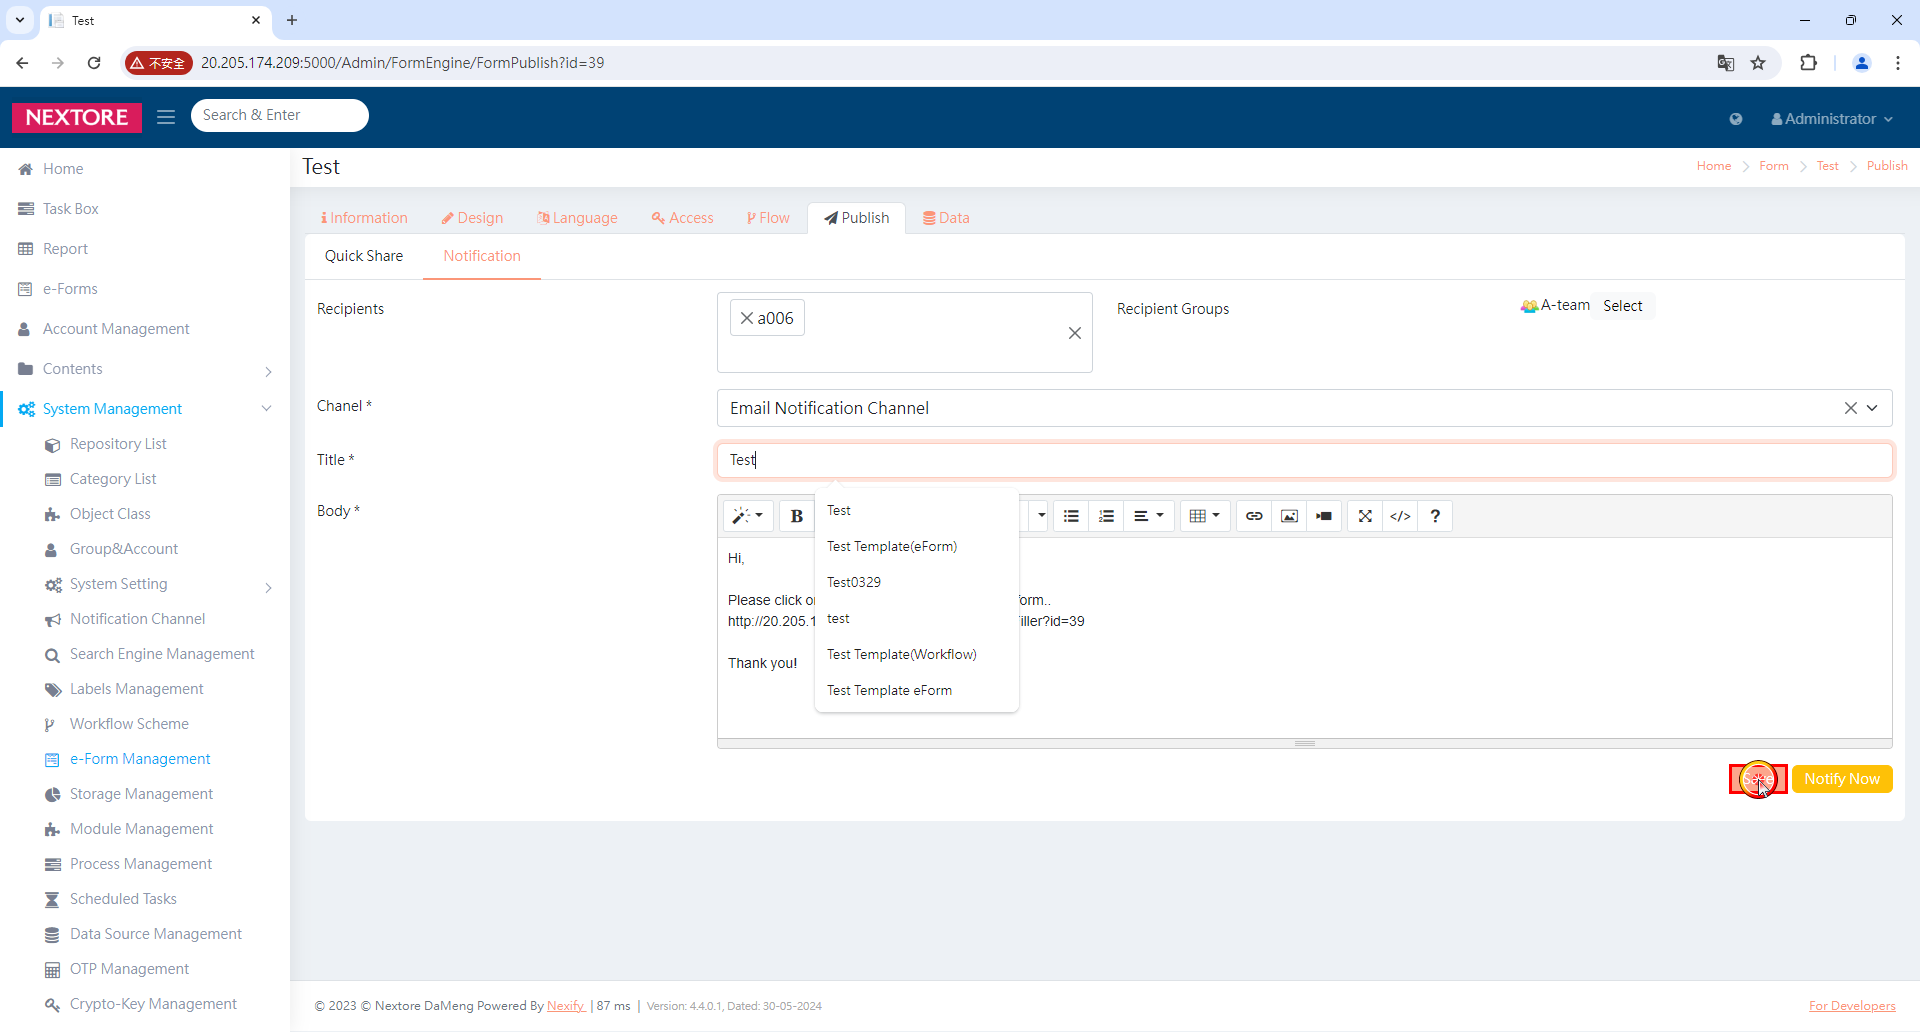 Test
不安全
20.205.174.209:5000/Admin/FormEngine/FormPublish?id=39
NEXTORE
Search & Enter
Administrator
Home
Task Box
Report
e-Forms
Account Management
Contents
System Management
Repository List
Category List
Object Class
Group&Account
System Setting
Notification Channel
Search Engine Management
Labels Management
Workflow Scheme
e-Form Management
Storage Management
Module Management
Process Management
Scheduled Tasks
Data Source Management
OTP Management
Crypto-Key Management
Test
Home Form Test Publish
Information Design Language Access Flow Publish Data
Quick Share Notification
Recipients
a006
Recipient Groups
A-team Select
Chanel *
Email Notification Channel
Title *
Test
Body *
B </> ?
Test
Test Template(eForm)
Test0329
test
Test Template(Workflow)
Test Template eForm
Hi,
Please click
form..
http://20.205.1
iller?id=39
Thank you!
Notify Now
© 2023 © Nextore DaMeng Powered By Nexify | 87 ms | Version: 4.4.0.1, Dated: 30-05-2024
For Developers